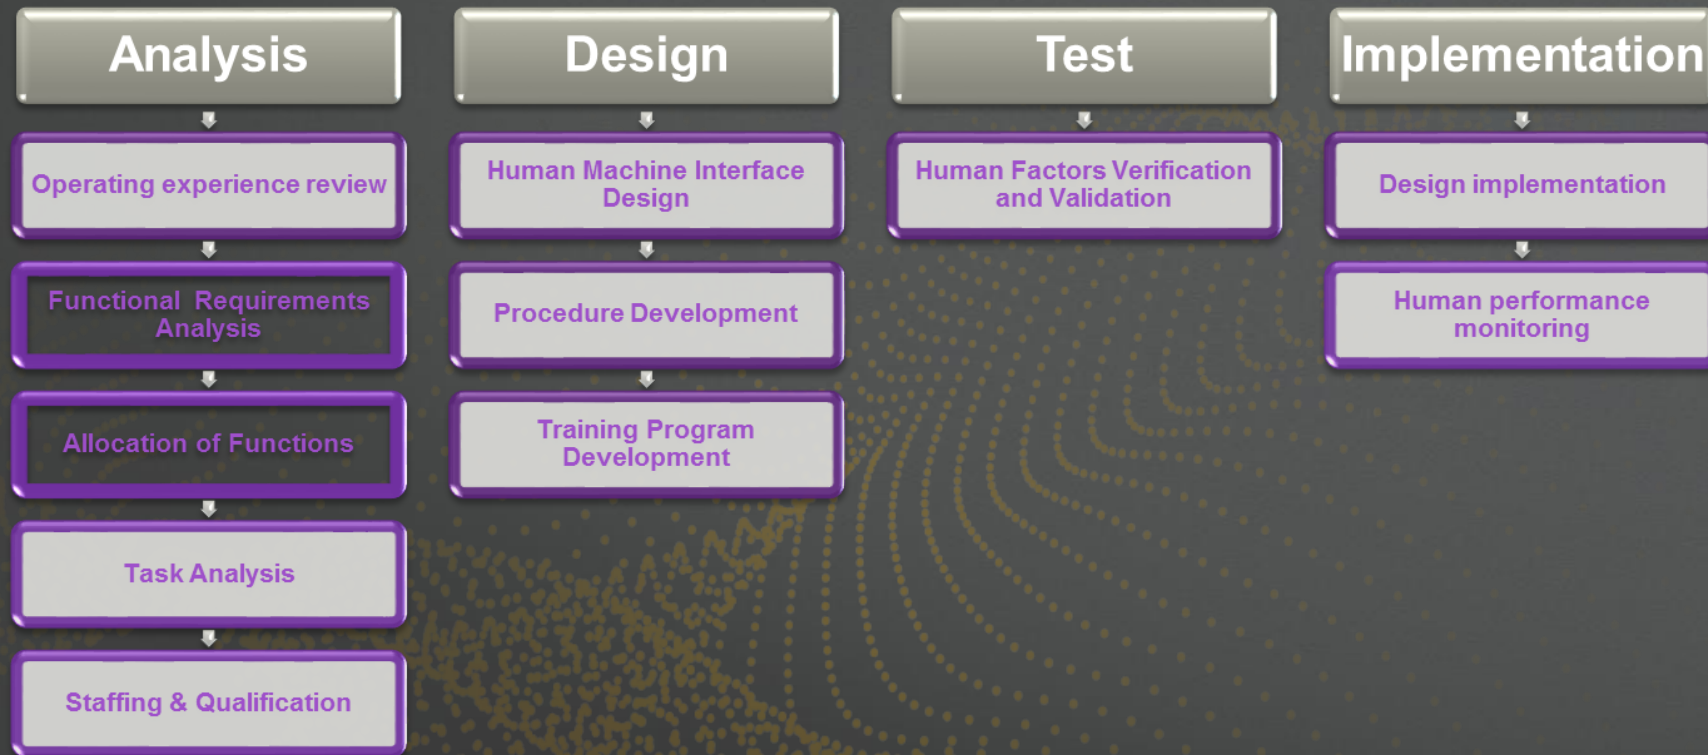 Analysis
Operating experience review
Functional Requirements
Analysis
Allocation of Functions
Task Analysis
Staffing & Qualification
Design
Human Machine Interface
Design
Procedure Development
Training Program
Development
Test
Human Factors Verification
and Validation
Implementation
Design implementation
Human performance
monitoring